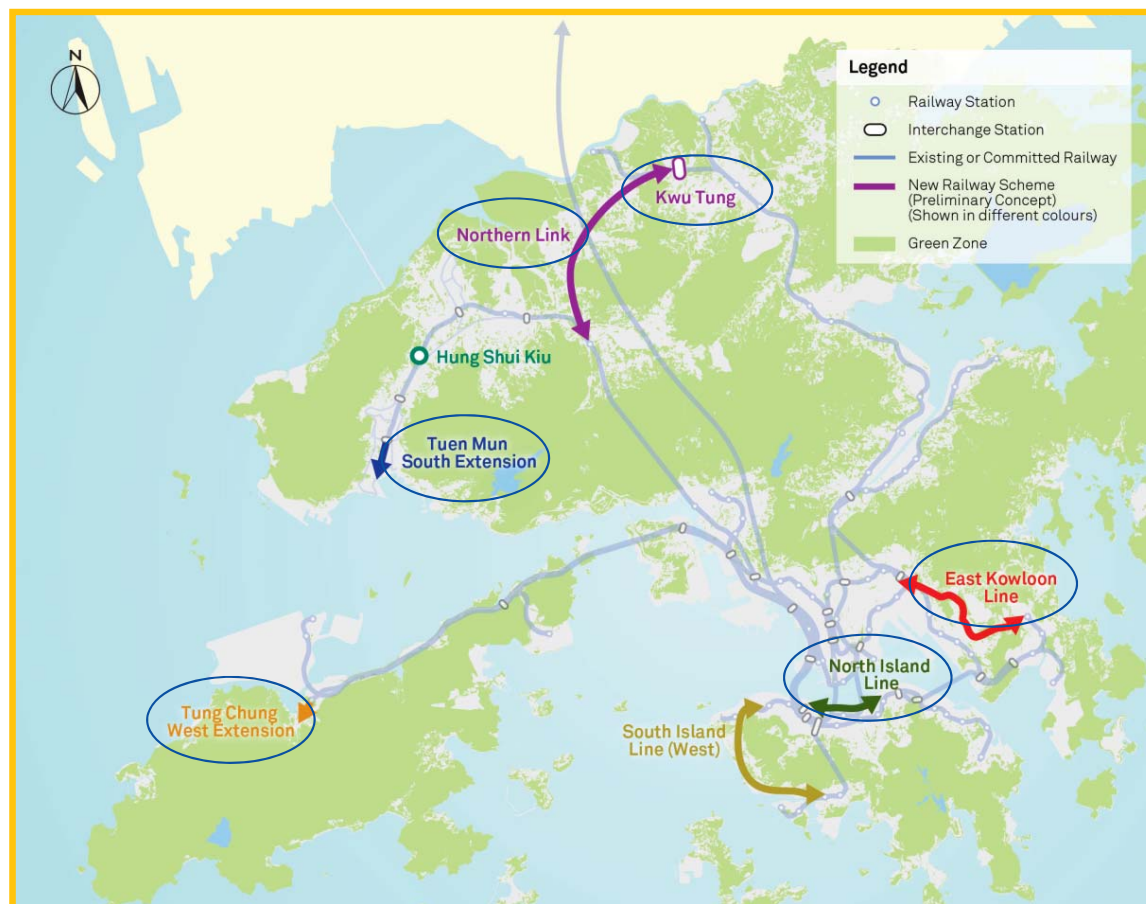 N
Legend
Railway Station
Interchange Station
Existing or Committed Railway
New Railway Scheme
(Preliminary Concept)
(Shown in different colours)
Green Zone
Kwu Tung
Northern Link
Hung Shui Kiu
Tuen Mun
South Extension
East Kowloon
Line
North Island
Line
Tung Chung
West Extension
South Island
Line (West)